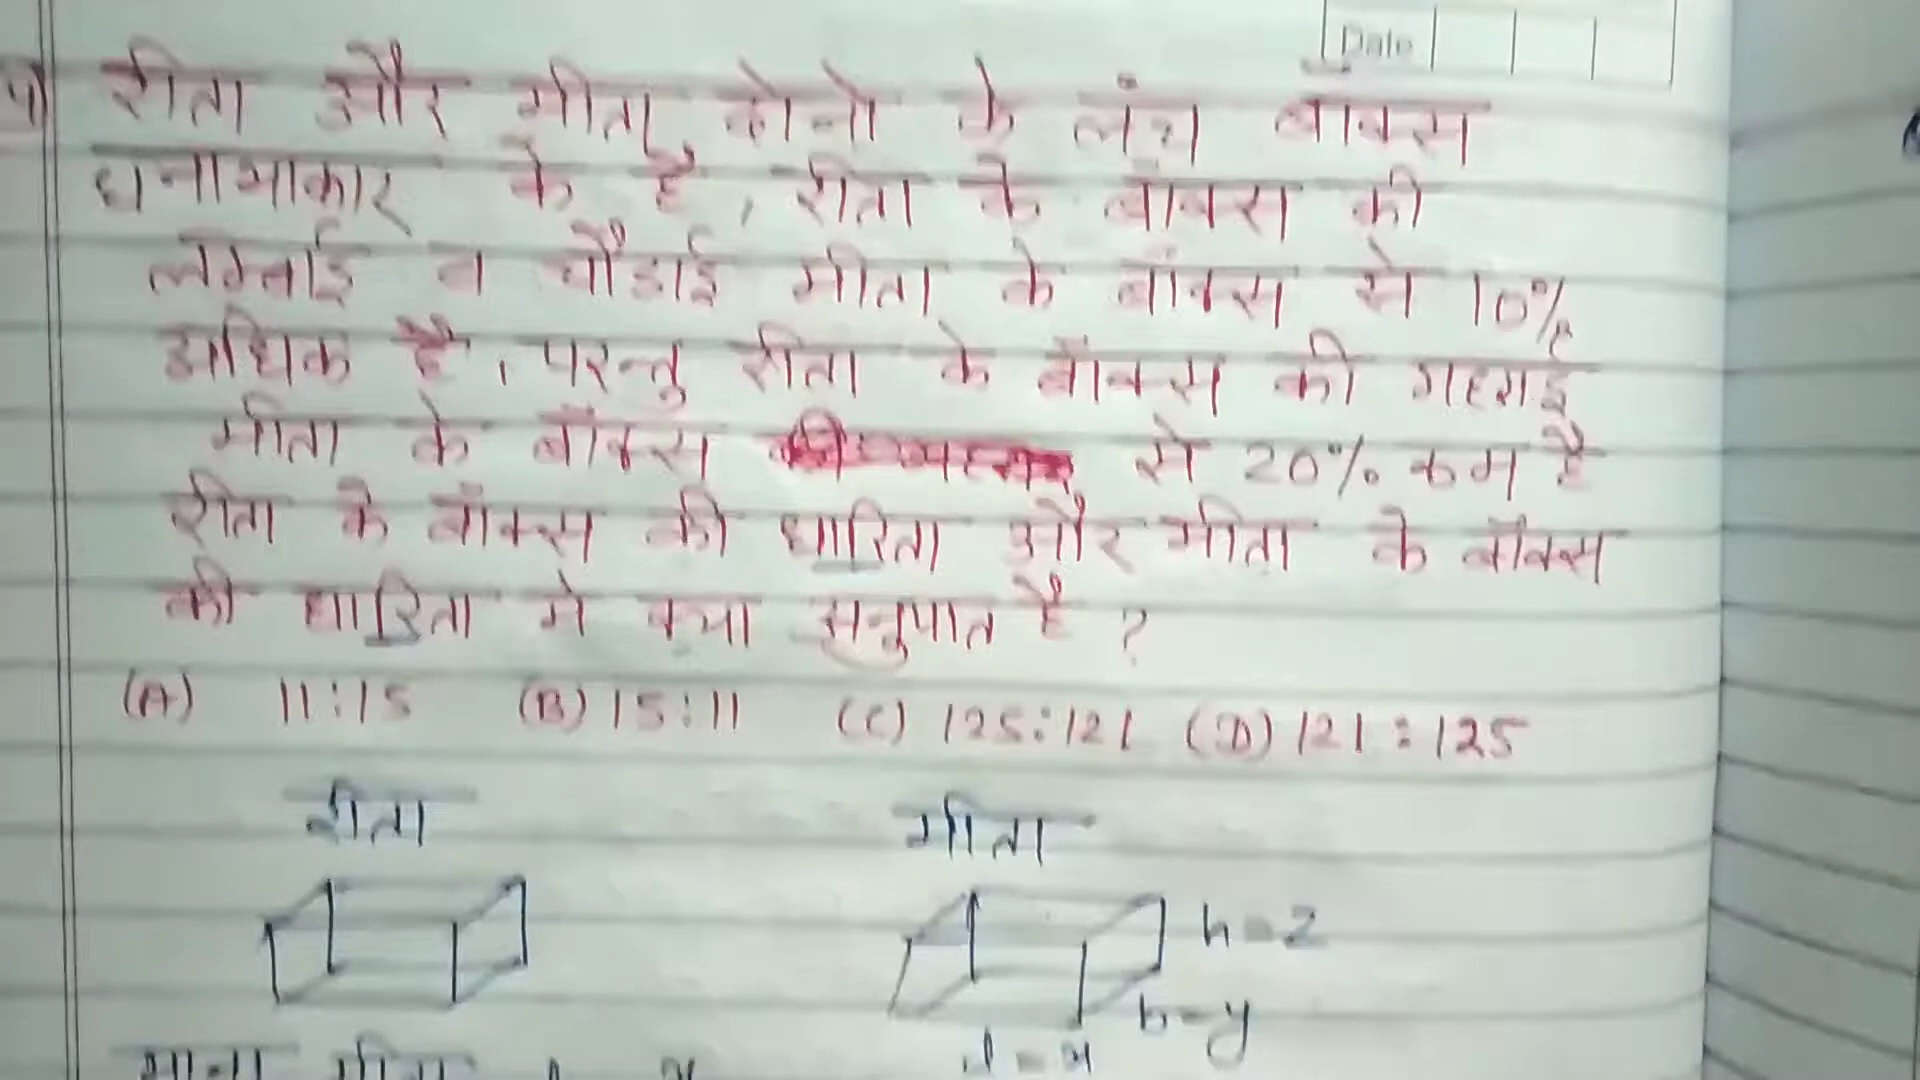 Date
रीता और मीता दोनो के लंच बॉक्स
घनाभाकार के है, रीता के बॉक्स की
लम्बाई व चौडाई मीता के बॉक्स से 10%
अधिक है, परन्तु रीता के बॉक्स की गहराई
मीता के बॉक्स से 20% कम है
रीता के बॉक्स की धारिता और मीता के बॉक्स
की धारिता मे क्या अनुपात है ?
(A) 11:15 (B) 15:11 (C) 125:121 (D) 121:125
रीता मीता
h=z
b=y
l=x
माना मीता